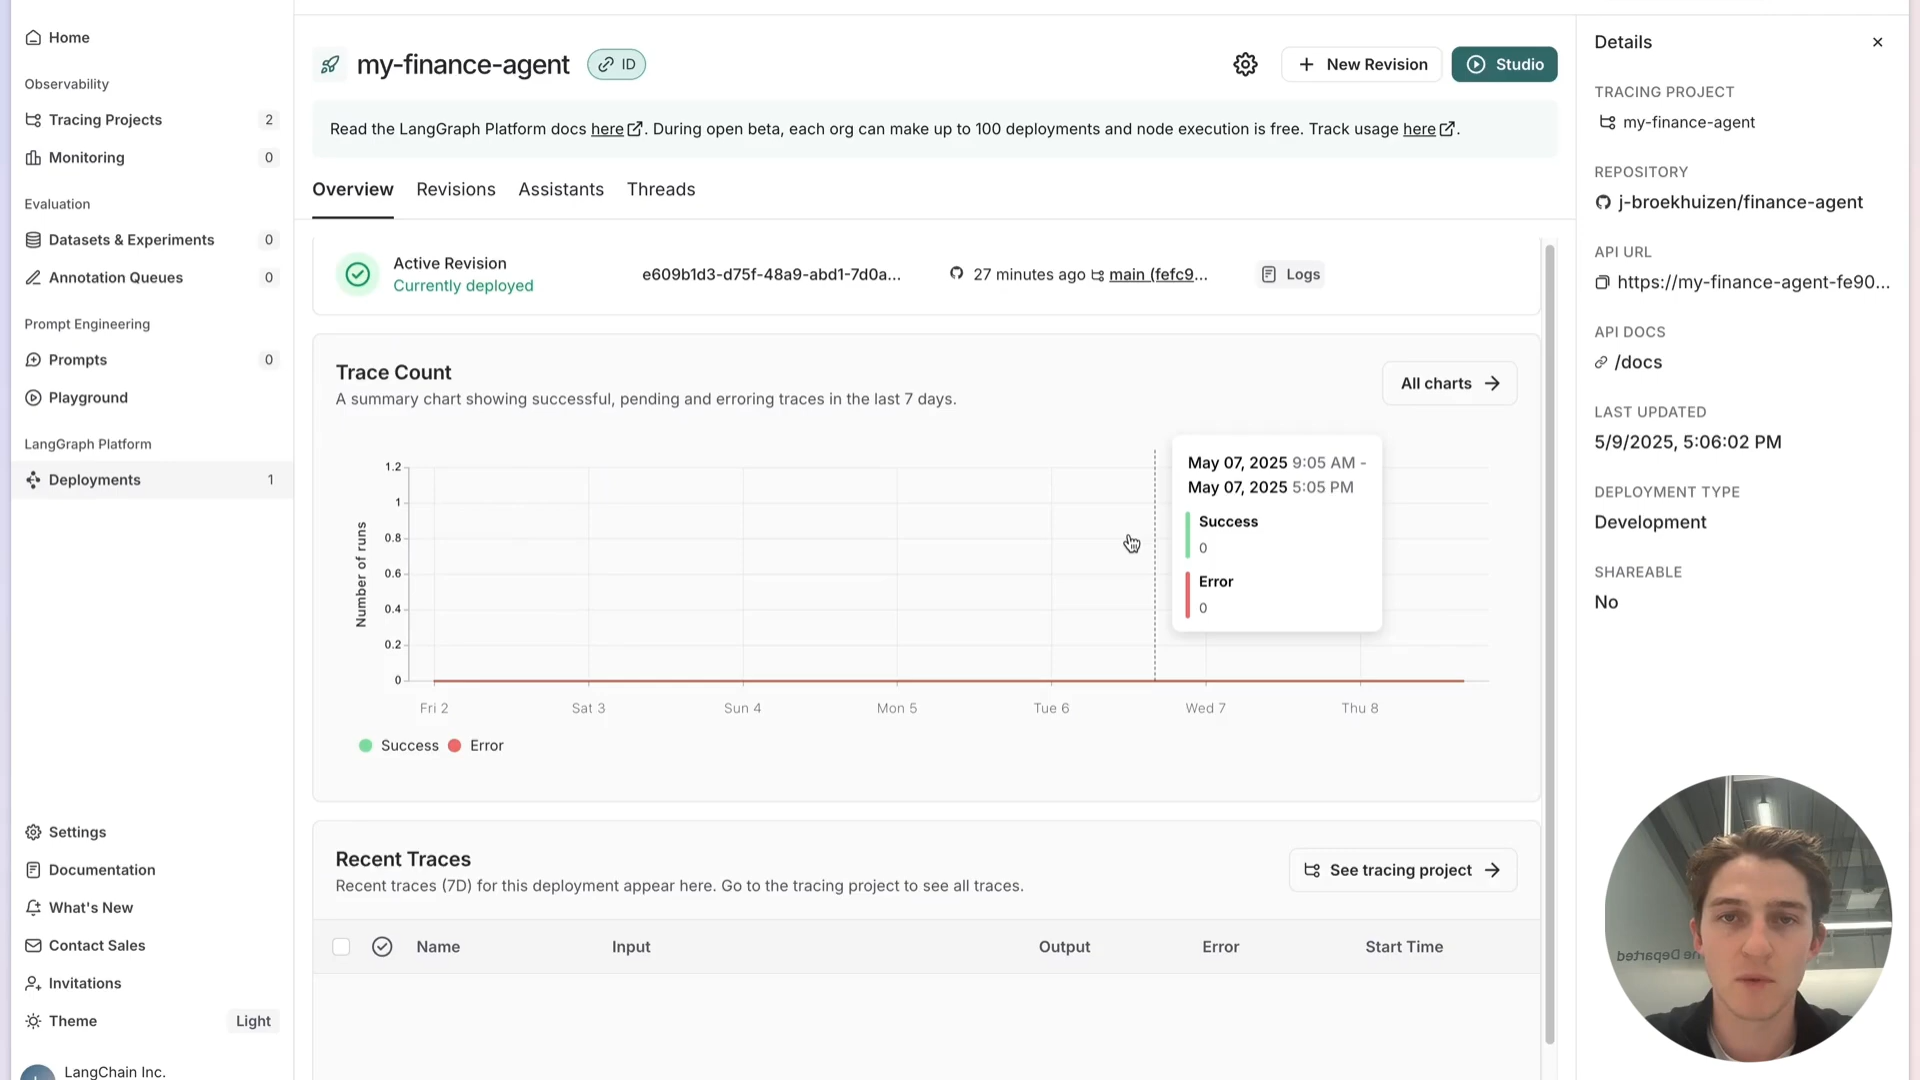 Home
Observability
Tracing Projects 2
Monitoring 0
Evaluation
Datasets & Experiments 0
Annotation Queues 0
Prompt Engineering
Prompts 0
Playground
LangGraph Platform
Deployments 1
Settings
Documentation
What's New
Contact Sales
Invitations
Theme Light
LangChain Inc.
my-finance-agent ID
New Revision
Studio
Read the LangGraph Platform docs here. During open beta, each org can make up to 100 deployments and node execution is free. Track usage here.
Overview Revisions Assistants Threads
Active Revision
Currently deployed
e609b1d3-d75f-48a9-abd1-7d0a...
27 minutes ago main (fefc9...
Logs
Trace Count
A summary chart showing successful, pending and erroring traces in the last 7 days.
All charts
Number of runs
1.2
1
0.8
0.6
0.4
0.2
0
Fri 2 Sat 3 Sun 4 Mon 5 Tue 6 Wed 7 Thu 8
May 07, 2025 9:05 AM -
May 07, 2025 5:05 PM
Success
0
Error
0
Success Error
Recent Traces
Recent traces (7D) for this deployment appear here. Go to the tracing project to see all traces.
See tracing project
Name Input Output Error Start Time
Details
TRACING PROJECT
my-finance-agent
REPOSITORY
j-broekhuizen/finance-agent
API URL
https://my-finance-agent-fe90...
API DOCS
/docs
LAST UPDATED
5/9/2025, 5:06:02 PM
DEPLOYMENT TYPE
Development
SHAREABLE
No